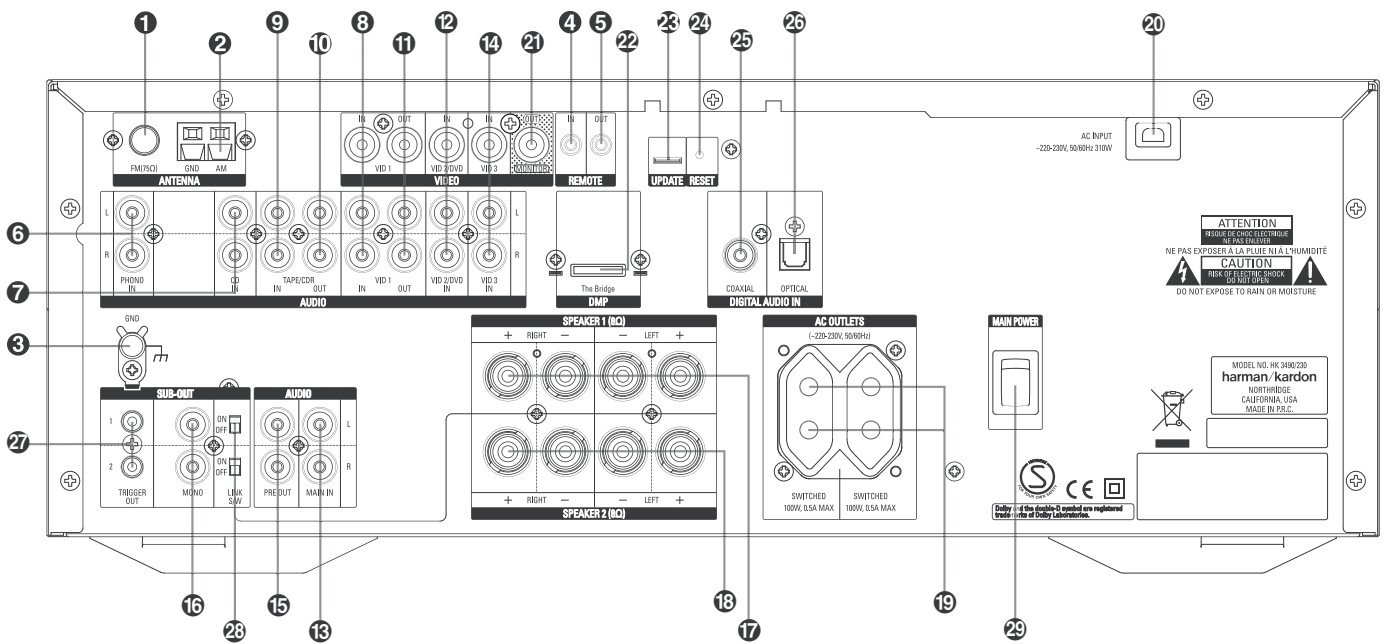 1 2 9 10 8 11 12 14 21 4 5 22 23 24 25 26 20
IN OUT IN IN OUT IN OUT
AC INPUT
~220-230V, 50/60Hz 310W
FM(75Ω) GND AM
VID 1 VID 2/DVD VID 3 MONITOR
ANTENNA VIDEO REMOTE UPDATE RESET
6
L
R
PHONO
IN
CD
IN
TAPE/CDR
IN OUT
VID 1
IN OUT
VID 2/DVD
IN
VID 3
IN
L
R
AUDIO
7
The Bridge
DMP
COAXIAL OPTICAL
DIGITAL AUDIO IN
ATTENTION
RISQUE DE CHOC ELECTRIQUE
NE PAS ENLEVER
NE PAS EXPOSER À LA PLUIE NI À L'HUMIDITÉ
CAUTION
RISK OF ELECTRIC SHOCK
DO NOT OPEN
DO NOT EXPOSE TO RAIN OR MOISTURE
GND
3
SPEAKER 1 (8Ω)
+ RIGHT – – LEFT +
AC OUTLETS
(~220-230V, 50/60Hz)
MAIN POWER
MODEL NO. HK 3490/230
harman/kardon
NORTHRIDGE
CALIFORNIA, USA
MADE IN P.R.C.
SUB-OUT AUDIO
27
1
2
ON
OFF
ON
OFF
L
R
TRIGGER
OUT
MONO
LINK
S/W
PRE OUT MAIN IN
+ RIGHT – – LEFT +
SPEAKER 2 (8Ω)
SWITCHED
100W, 0.5A MAX
SWITCHED
100W, 0.5A MAX
S
FOR YOUR OWN SAFETY
CE
Dolby and the double-D symbol are registered
trademarks of Dolby Laboratories.
16 28 15 13 18 17 19 29